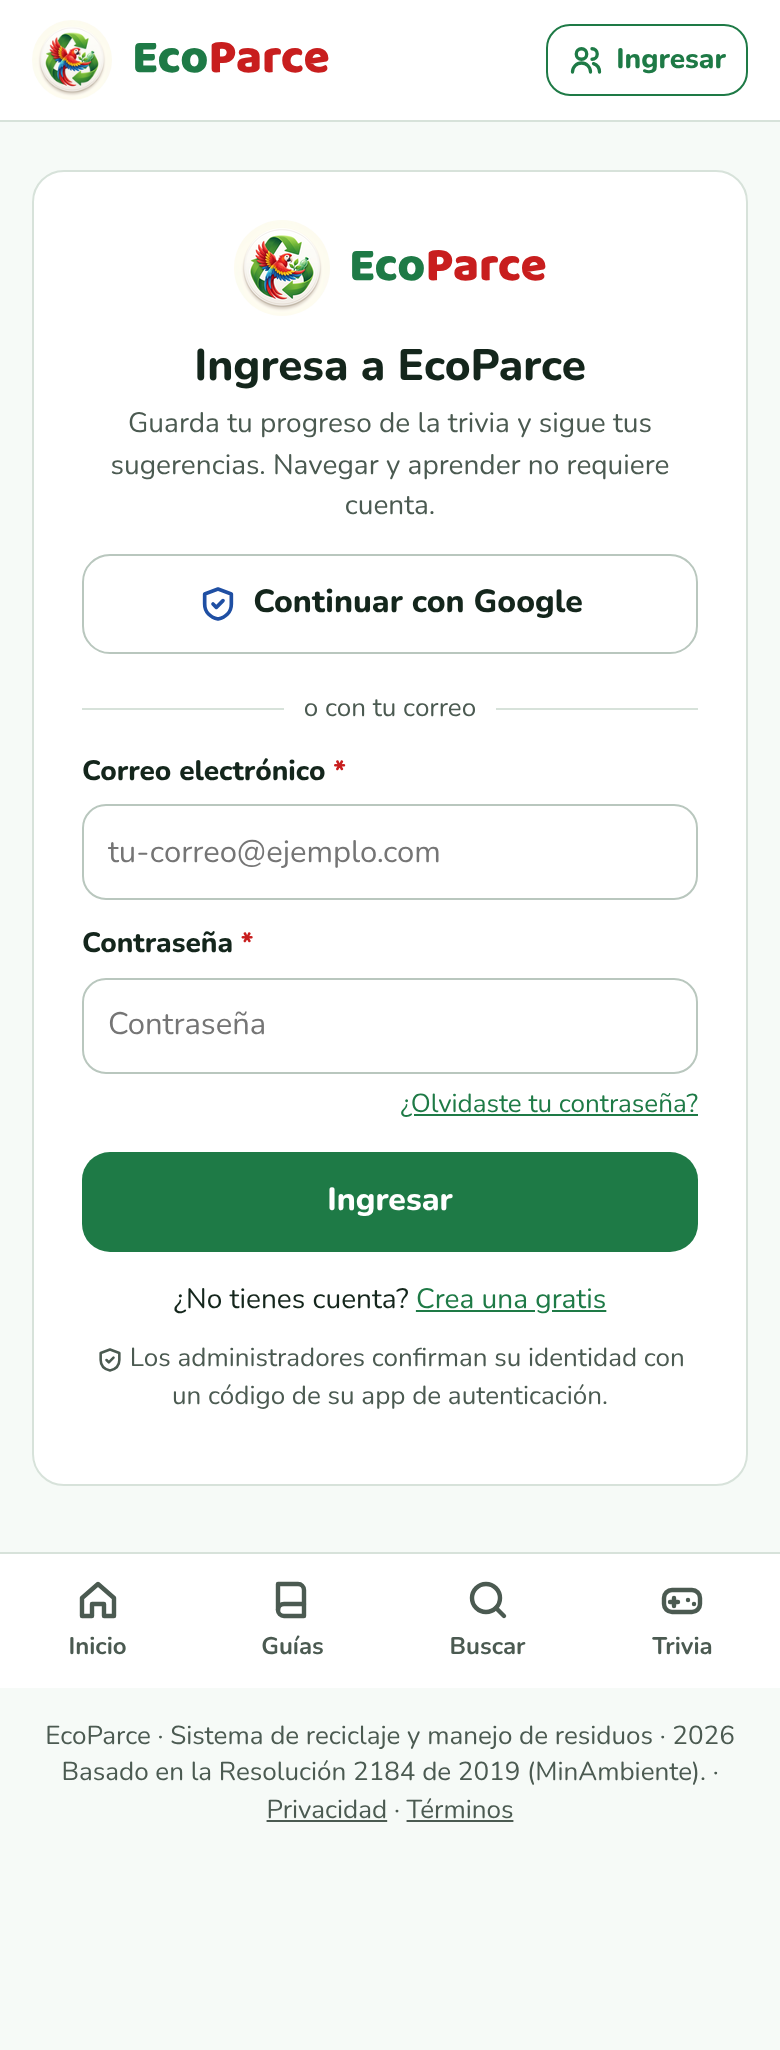 EcoParce
Ingresar
EcoParce
Ingresa a EcoParce
Guarda tu progreso de la trivia y sigue tus
sugerencias. Navegar y aprender no requiere
cuenta.
Continuar con Google
o con tu correo
Correo electrónico *
tu-correo@ejemplo.com
Contraseña *
Contraseña
¿Olvidaste tu contraseña?
Ingresar
¿No tienes cuenta? Crea una gratis
Los administradores confirman su identidad con
un código de su app de autenticación.
Inicio
Guías
Buscar
Trivia
EcoParce · Sistema de reciclaje y manejo de residuos · 2026
Basado en la Resolución 2184 de 2019 (MinAmbiente). ·
Privacidad · Términos